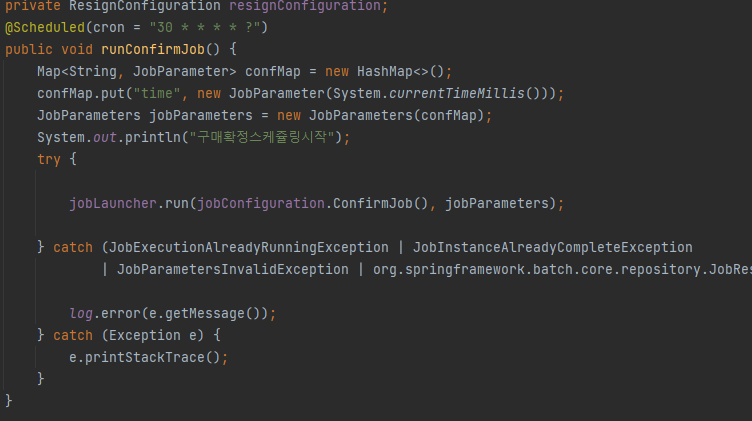 private ResignConfiguration resignConfiguration;
@Scheduled(cron = "30 * * * * ?")
public void runConfirmJob() {
Map<String, JobParameter> confMap = new HashMap<>();
confMap.put("time", new JobParameter(System.currentTimeMillis()));
JobParameters jobParameters = new JobParameters(confMap);
System.out.println("구매확정스케쥴링시작");
try {
jobLauncher.run(jobConfiguration.ConfirmJob(), jobParameters);
} catch (JobExecutionAlreadyRunningException | JobInstanceAlreadyCompleteException
| JobParametersInvalidException | org.springframework.batch.core.repository.JobRes
log.error(e.getMessage());
} catch (Exception e) {
e.printStackTrace();
}
}